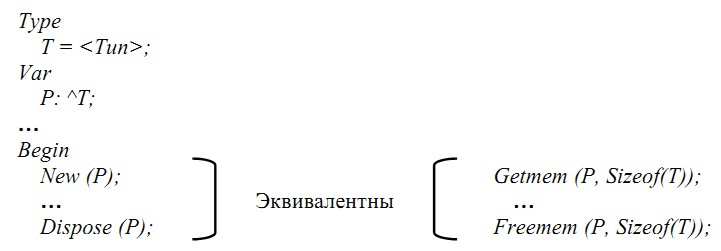 Type
T = <Тип>;
Var
P: ^T;
...
Begin
New (P);
...
Dispose (P);
Эквивалентны
Getmem (P, Sizeof(T));
...
Freemem (P, Sizeof(T));